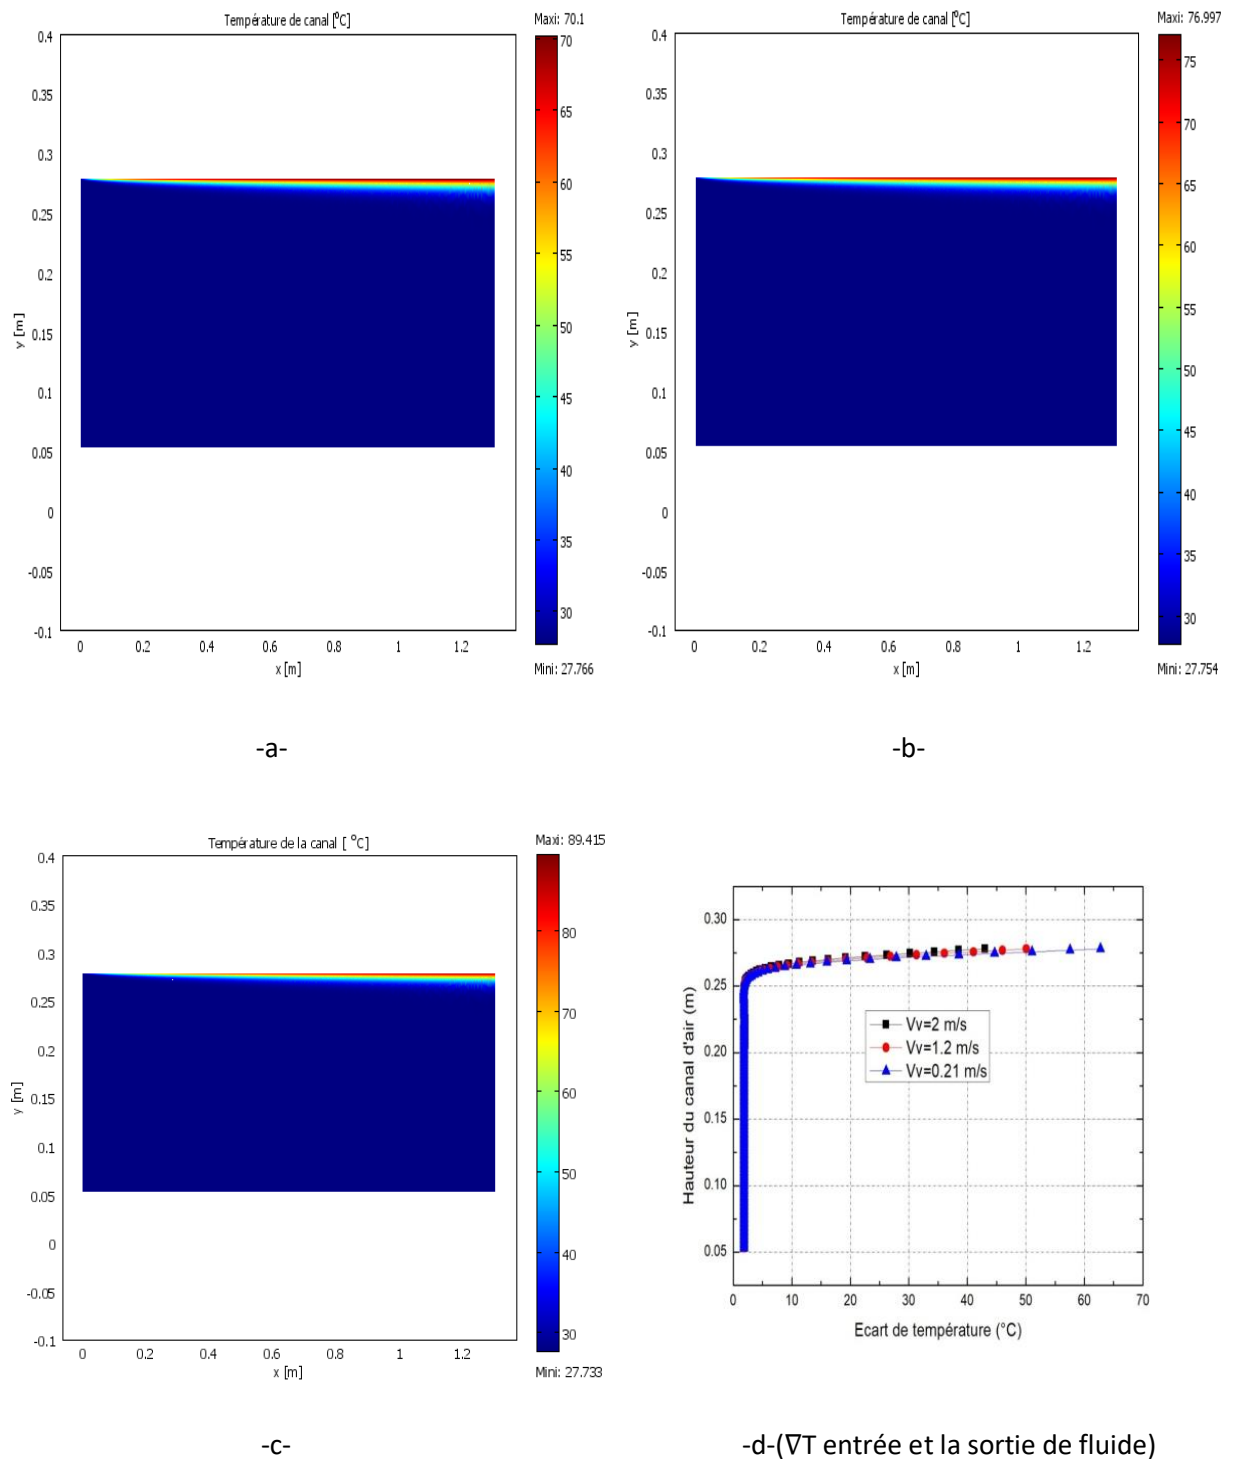 Température de canal [°C]
Maxi: 70.1
0.4
0.35
0.3
0.25
0.2
0.15
0.1
0.05
0
-0.05
-0.1
y [m]
0 0.2 0.4 0.6 0.8 1 1.2
x [m]
70
65
60
55
50
45
40
35
30
Mini: 27.766
-a-
Température de canal [°C]
Maxi: 76.997
0.4
0.35
0.3
0.25
0.2
0.15
0.1
0.05
0
-0.05
-0.1
y [m]
0 0.2 0.4 0.6 0.8 1 1.2
x [m]
75
70
65
60
55
50
45
40
35
30
Mini: 27.754
-b-
Température de la canal [ °C]
Maxi: 89.415
0.4
0.35
0.3
0.25
0.2
0.15
0.1
0.05
0
-0.05
-0.1
y [m]
0 0.2 0.4 0.6 0.8 1 1.2
x [m]
80
70
60
50
40
30
Mini: 27.733
-c-
0.30
0.25
0.20
0.15
0.10
0.05
Hauteur du canal d'air (m)
Vv=2 m/s
Vv=1.2 m/s
Vv=0.21 m/s
0 10 20 30 40 50 60 70
Ecart de température (°C)
-d-(∇T entrée et la sortie de fluide)